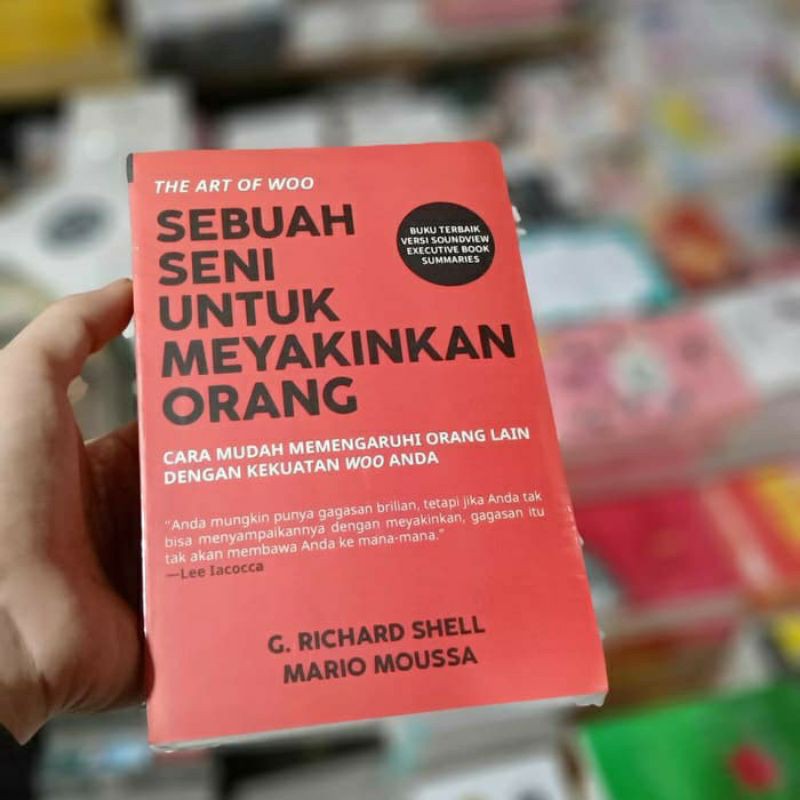 THE ART OF WOO
SEBUAH
SENI
UNTUK
MEYAKINKAN
ORANG
BUKU TERBAIK
VERSI SOUNDVIEW
EXECUTIVE BOOK
SUMMARIES
CARA MUDAH MEMENGARUHI ORANG LAIN
DENGAN KEKUATAN WOO ANDA
"Anda mungkin punya gagasan brilian, tetapi jika Anda tak
bisa menyampaikannya dengan meyakinkan, gagasan itu
tak akan membawa Anda ke mana-mana."
—Lee Iacocca
G. RICHARD SHELL
MARIO MOUSSA